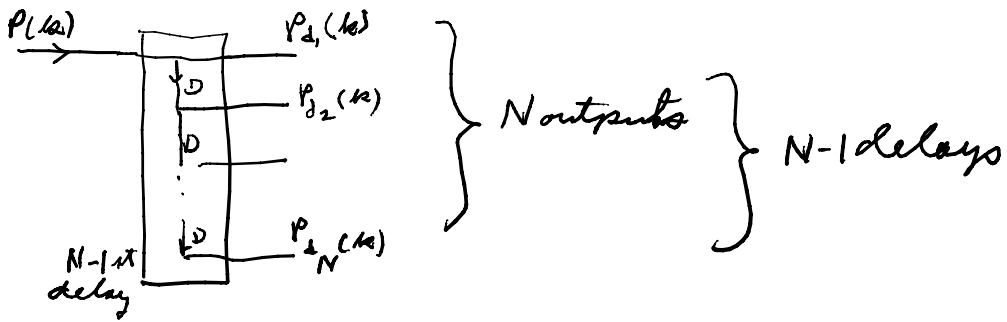 P(k)
Pd1(k)
D
Pd2(k)
D
D
PdN(k)
N-1st
delay
N outputs
N-1 delays